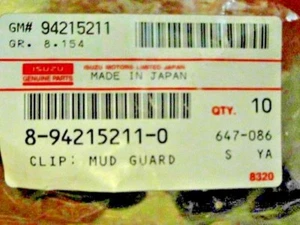 GM# 94215211
GR. 8.154
ISUZU
GENUINE PARTS
ISUZU MOTORS LIMITED JAPAN
MADE IN JAPAN
QTY. 10
8-94215211-0
647-086
CLIP: MUD GUARD
S YA
8320